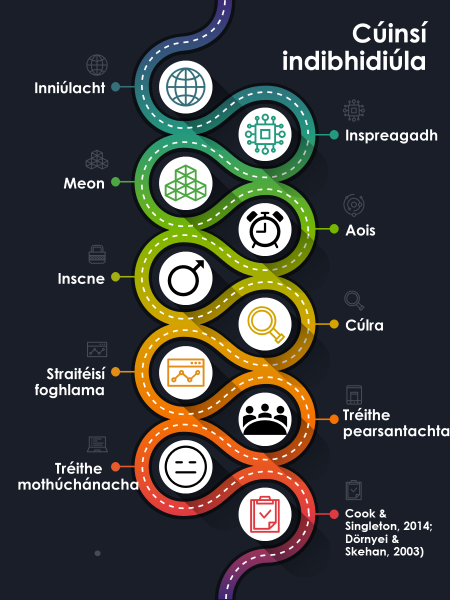 Cúinsí
indibhidiúla
Inniúlacht
Inspreagadh
Meon
Aois
Inscne
Cúlra
Straitéisí
foghlama
Tréithe
pearsantachta
Tréithe
mothúchánacha
Cook &
Singleton, 2014;
Dörnyei &
Skehan, 2003)